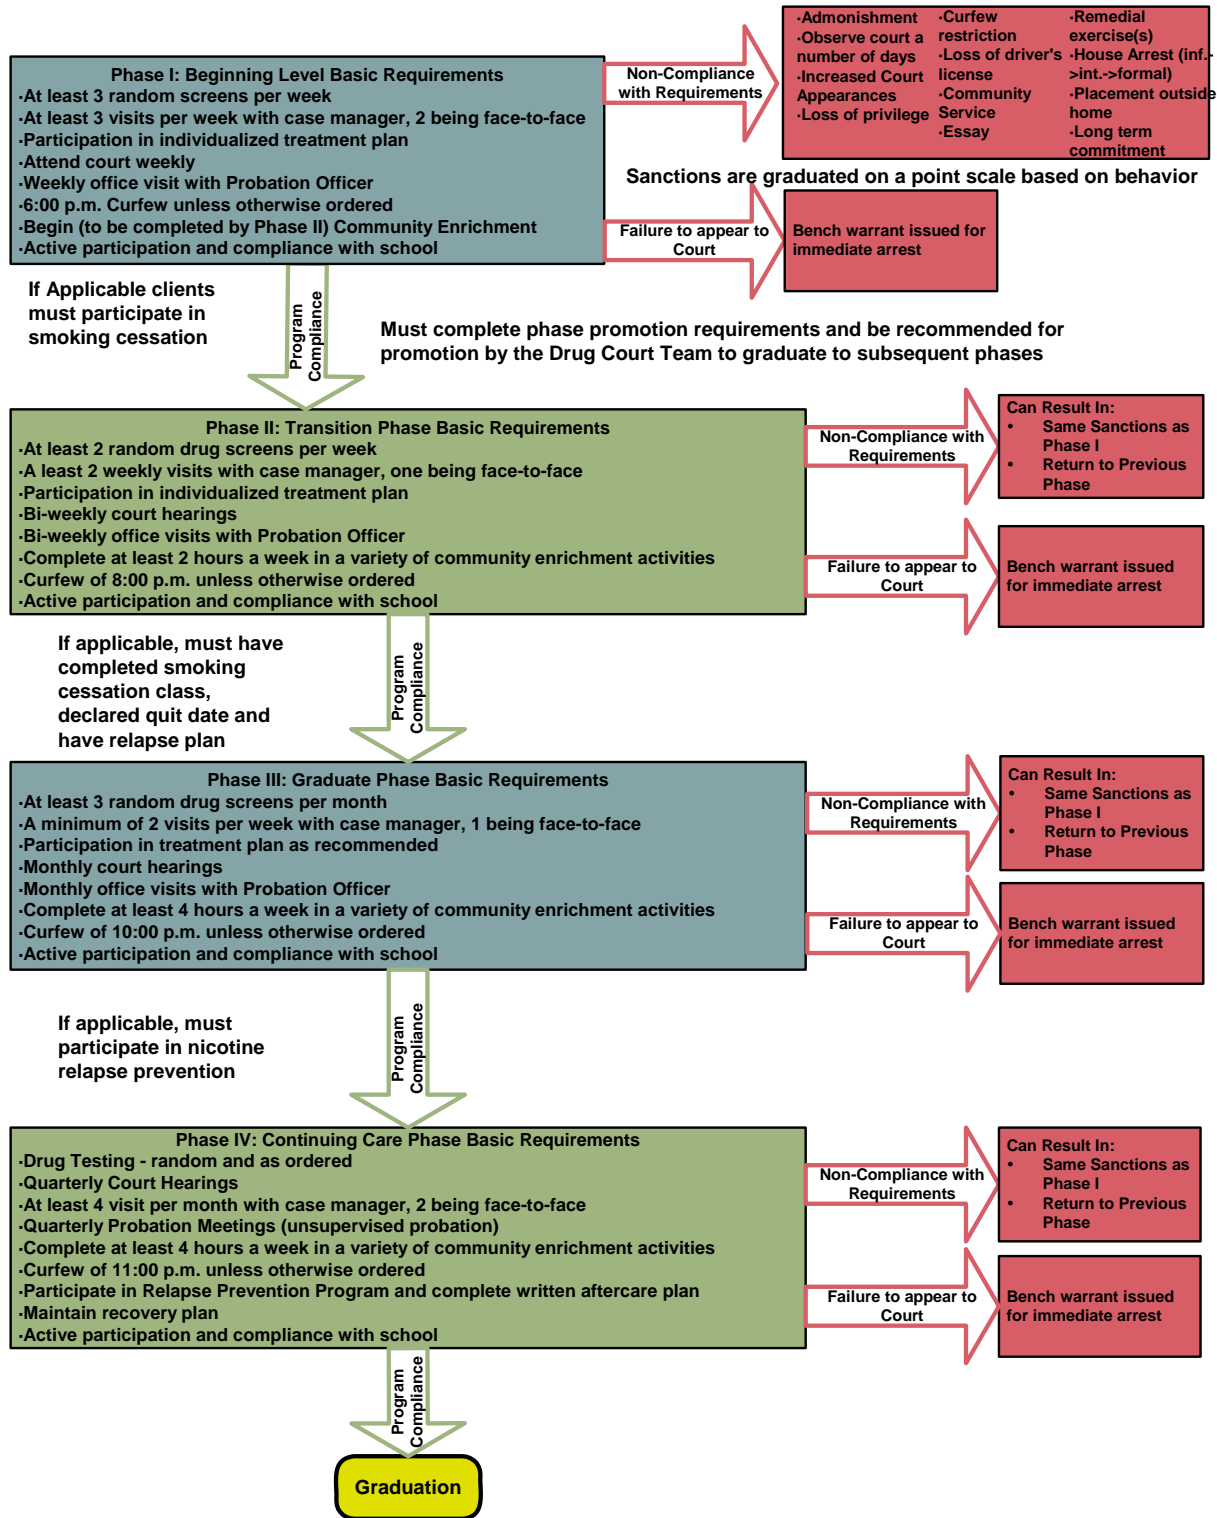 Phase I: Beginning Level Basic Requirements
·At least 3 random screens per week
·At least 3 visits per week with case manager, 2 being face-to-face
·Participation in individualized treatment plan
·Attend court weekly
·Weekly office visit with Probation Officer
·6:00 p.m. Curfew unless otherwise ordered
·Begin (to be completed by Phase II) Community Enrichment
·Active participation and compliance with school
Non-Compliance
with Requirements
·Admonishment
·Observe court a
number of days
·Increased Court
Appearances
·Loss of privilege
·Curfew
restriction
·Loss of driver's
license
·Community
Service
·Essay
·Remedial
exercise(s)
·House Arrest (inf.-
>int.->formal)
·Placement outside
home
·Long term
commitment
Sanctions are graduated on a point scale based on behavior
Failure to appear to
Court
Bench warrant issued for
immediate arrest
If Applicable clients
must participate in
smoking cessation
Program
Compliance
Must complete phase promotion requirements and be recommended for
promotion by the Drug Court Team to graduate to subsequent phases
Phase II: Transition Phase Basic Requirements
·At least 2 random drug screens per week
·A least 2 weekly visits with case manager, one being face-to-face
·Participation in individualized treatment plan
·Bi-weekly court hearings
·Bi-weekly office visits with Probation Officer
·Complete at least 2 hours a week in a variety of community enrichment activities
·Curfew of 8:00 p.m. unless otherwise ordered
·Active participation and compliance with school
Non-Compliance with
Requirements
Can Result In:
• Same Sanctions as
Phase I
• Return to Previous
Phase
Failure to appear to
Court
Bench warrant issued
for immediate arrest
If applicable, must have
completed smoking
cessation class,
declared quit date and
have relapse plan
Program
Compliance
Phase III: Graduate Phase Basic Requirements
·At least 3 random drug screens per month
·A minimum of 2 visits per week with case manager, 1 being face-to-face
·Participation in treatment plan as recommended
·Monthly court hearings
·Monthly office visits with Probation Officer
·Complete at least 4 hours a week in a variety of community enrichment activities
·Curfew of 10:00 p.m. unless otherwise ordered
·Active participation and compliance with school
Non-Compliance with
Requirements
Can Result In:
• Same Sanctions as
Phase I
• Return to Previous
Phase
Failure to appear to
Court
Bench warrant issued
for immediate arrest
If applicable, must
participate in nicotine
relapse prevention
Program
Compliance
Phase IV: Continuing Care Phase Basic Requirements
·Drug Testing - random and as ordered
·Quarterly Court Hearings
·At least 4 visit per month with case manager, 2 being face-to-face
·Quarterly Probation Meetings (unsupervised probation)
·Complete at least 4 hours a week in a variety of community enrichment activities
·Curfew of 11:00 p.m. unless otherwise ordered
·Participate in Relapse Prevention Program and complete written aftercare plan
·Maintain recovery plan
·Active participation and compliance with school
Non-Compliance with
Requirements
Can Result In:
• Same Sanctions as
Phase I
• Return to Previous
Phase
Failure to appear to
Court
Bench warrant issued
for immediate arrest
Program
Compliance
Graduation